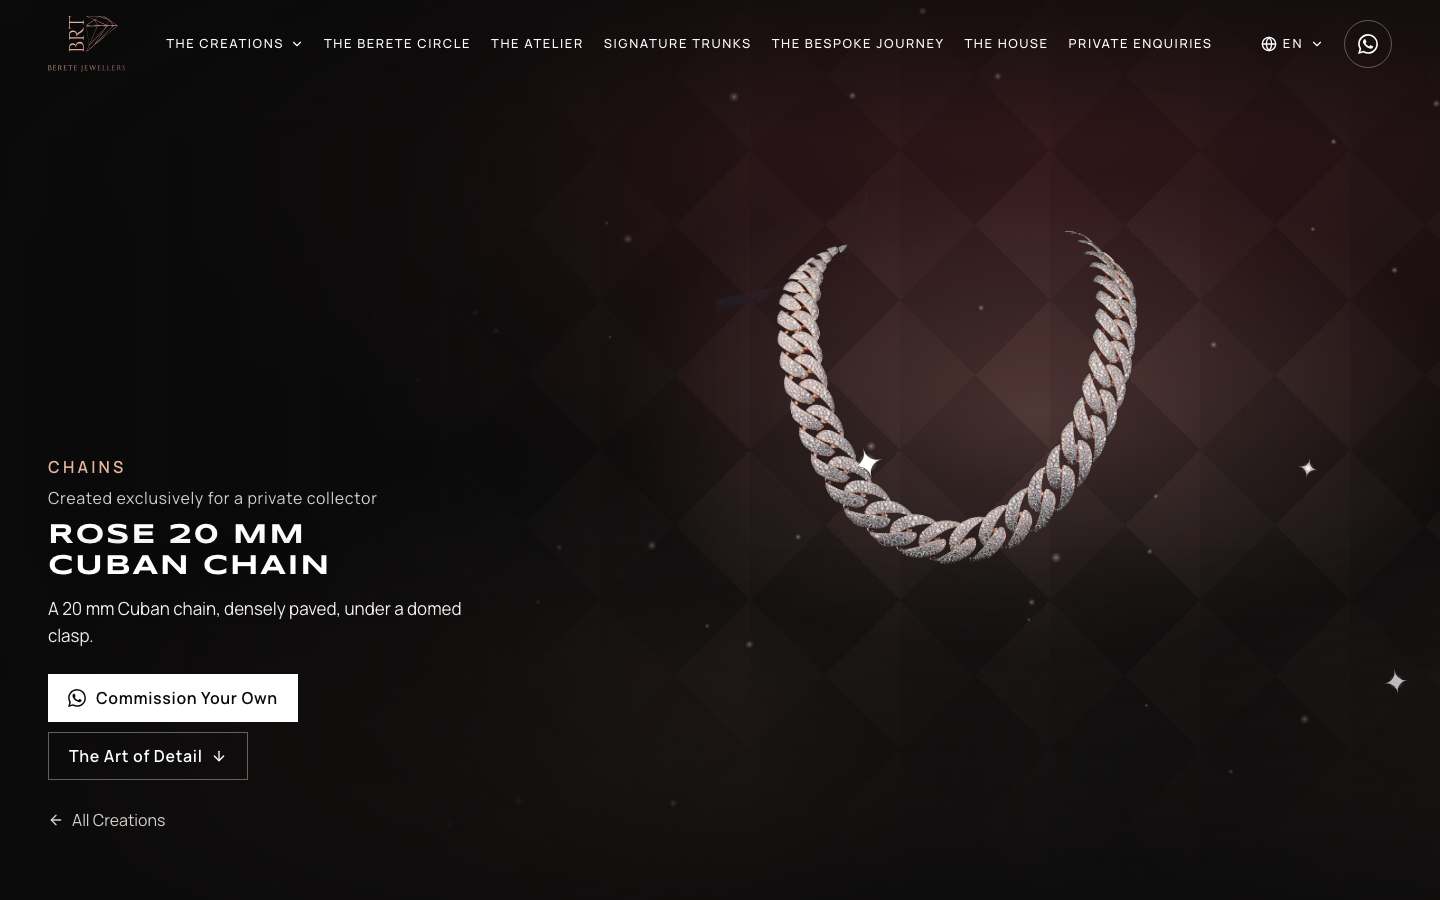 BRT
BERETE JEWELLERS
THE CREATIONS
THE BERETE CIRCLE
THE ATELIER
SIGNATURE TRUNKS
THE BESPOKE JOURNEY
THE HOUSE
PRIVATE ENQUIRIES
EN
CHAINS
Created exclusively for a private collector
ROSE 20 MM
CUBAN CHAIN
A 20 mm Cuban chain, densely paved, under a domed
clasp.
Commission Your Own
The Art of Detail
All Creations